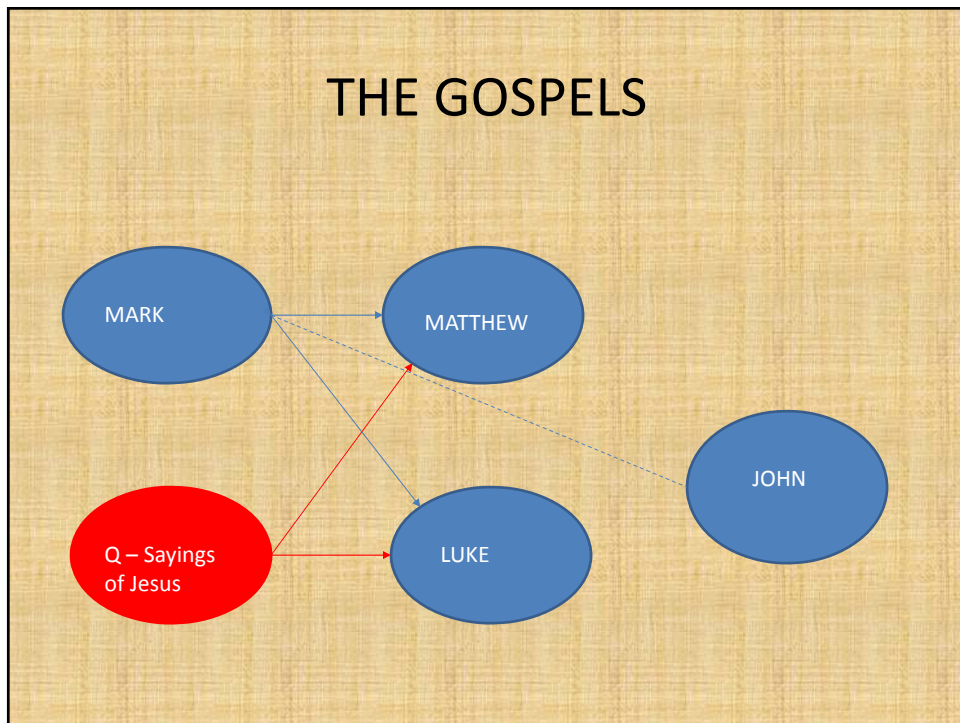 THE GOSPELS
MARK
MATTHEW
JOHN
Q – Sayings
of Jesus
LUKE